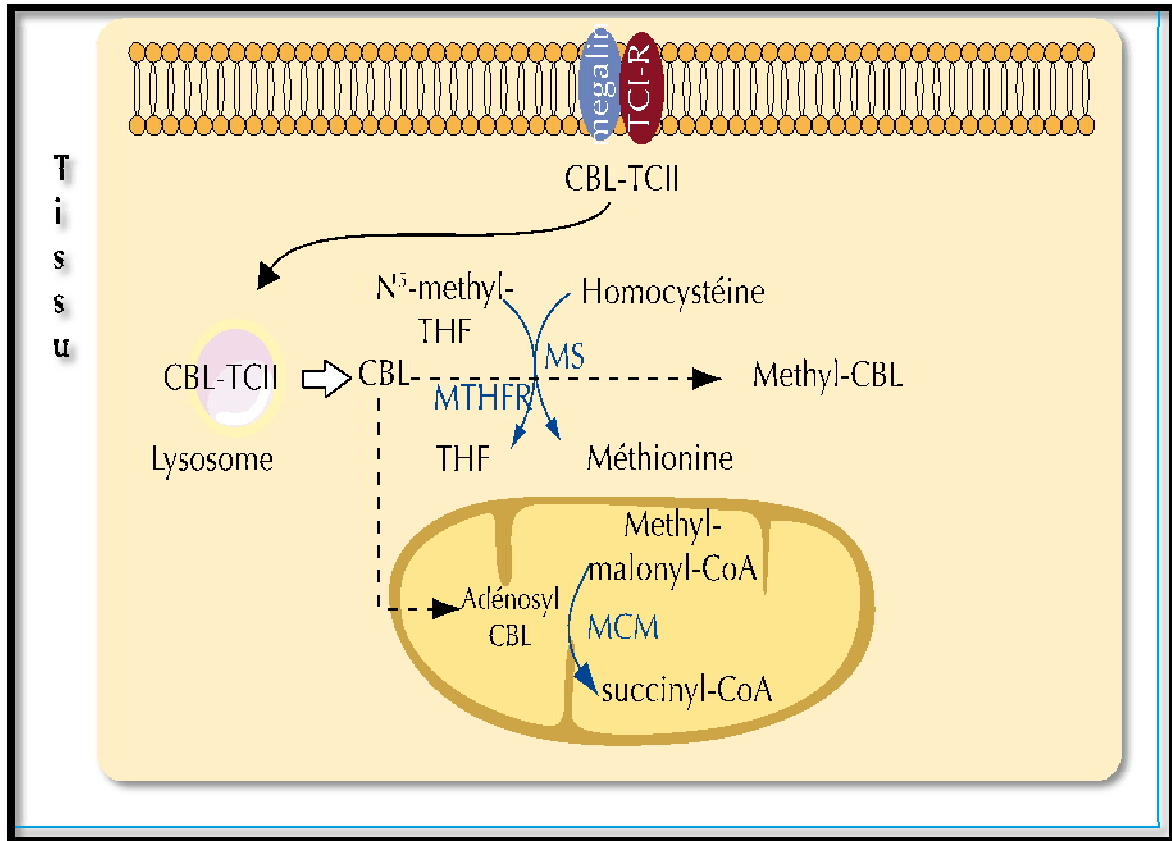 megalin
TCI-R
Tissu
CBL-TCII
N⁵-methyl-
THF
Homocystéine
MS
CBL-TCII
CBL
Methyl-CBL
MTHFR
Lysosome
THF
Méthionine
Methyl-
malonyl-CoA
Adénosyl
CBL
MCM
succinyl-CoA